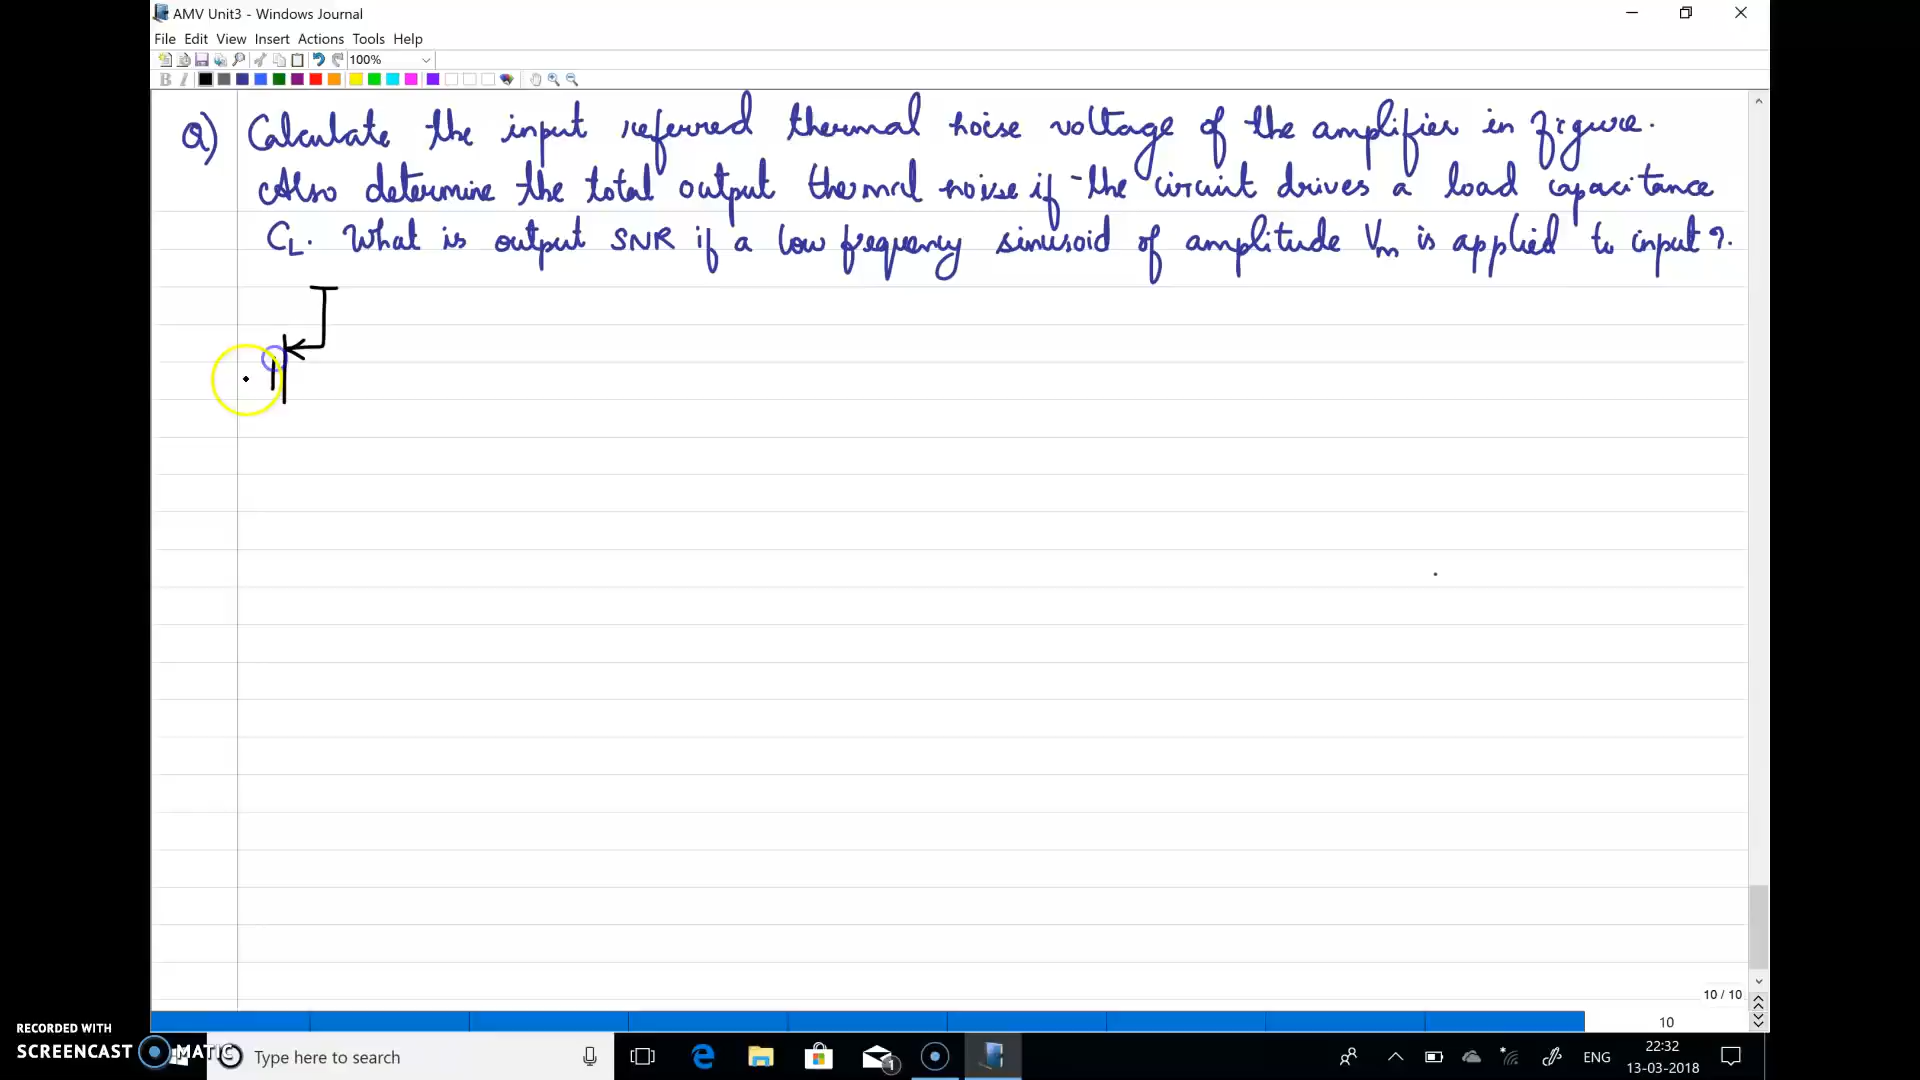 AMV Unit3 - Windows Journal
File Edit View Insert Actions Tools Help
100%
B I
Q) Calculate the input referred thermal noise voltage of the amplifier in figure.
Also determine the total output thermal noise if the circuit drives a load capacitance
CL. What is output SNR if a low frequency sinusoid of amplitude Vm is applied to input?.
10 / 10
10
RECORDED WITH
SCREENCAST MATIC
Type here to search
1
ENG
22:32
13-03-2018